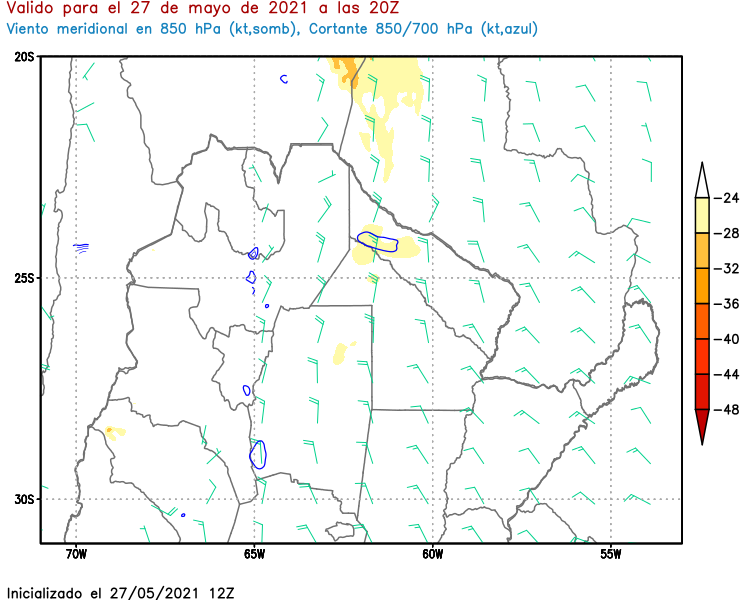 Valido para el 27 de mayo de 2021 a las 20Z
Viento meridional en 850 hPa (kt,somb), Cortante 850/700 hPa (kt,azul)
20S
25S
30S
70W 65W 60W 55W
-24
-28
-32
-36
-40
-44
-48
Inicializado el 27/05/2021 12Z